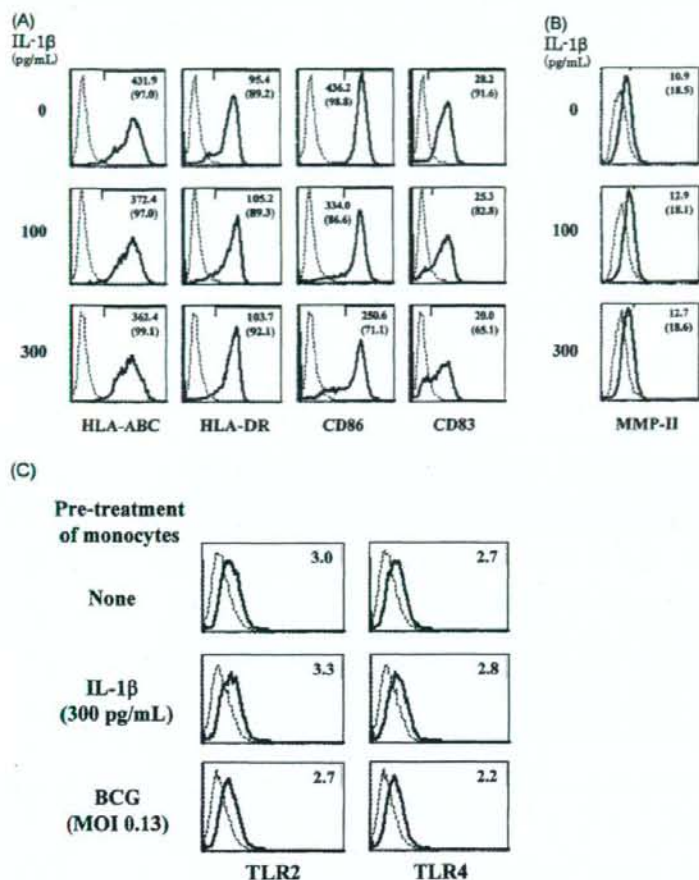 (A)
IL-1β
(pg/mL)
(B)
IL-1β
(pg/mL)
0
431.9
(97.0)
95.4
(89.2)
436.2
(98.8)
28.2
(91.6)
0
10.9
(18.5)
100
372.4
(97.0)
105.2
(89.3)
334.0
(86.6)
25.3
(82.8)
100
12.9
(18.1)
300
362.4
(99.1)
103.7
(92.1)
250.6
(71.1)
20.0
(65.1)
300
12.7
(18.6)
HLA-ABC
HLA-DR
CD86
CD83
MMP-II
(C)
Pre-treatment
of monocytes
None
3.0
2.7
IL-1β
(300 pg/mL)
3.3
2.8
BCG
(MOI 0.13)
2.7
2.2
TLR2
TLR4